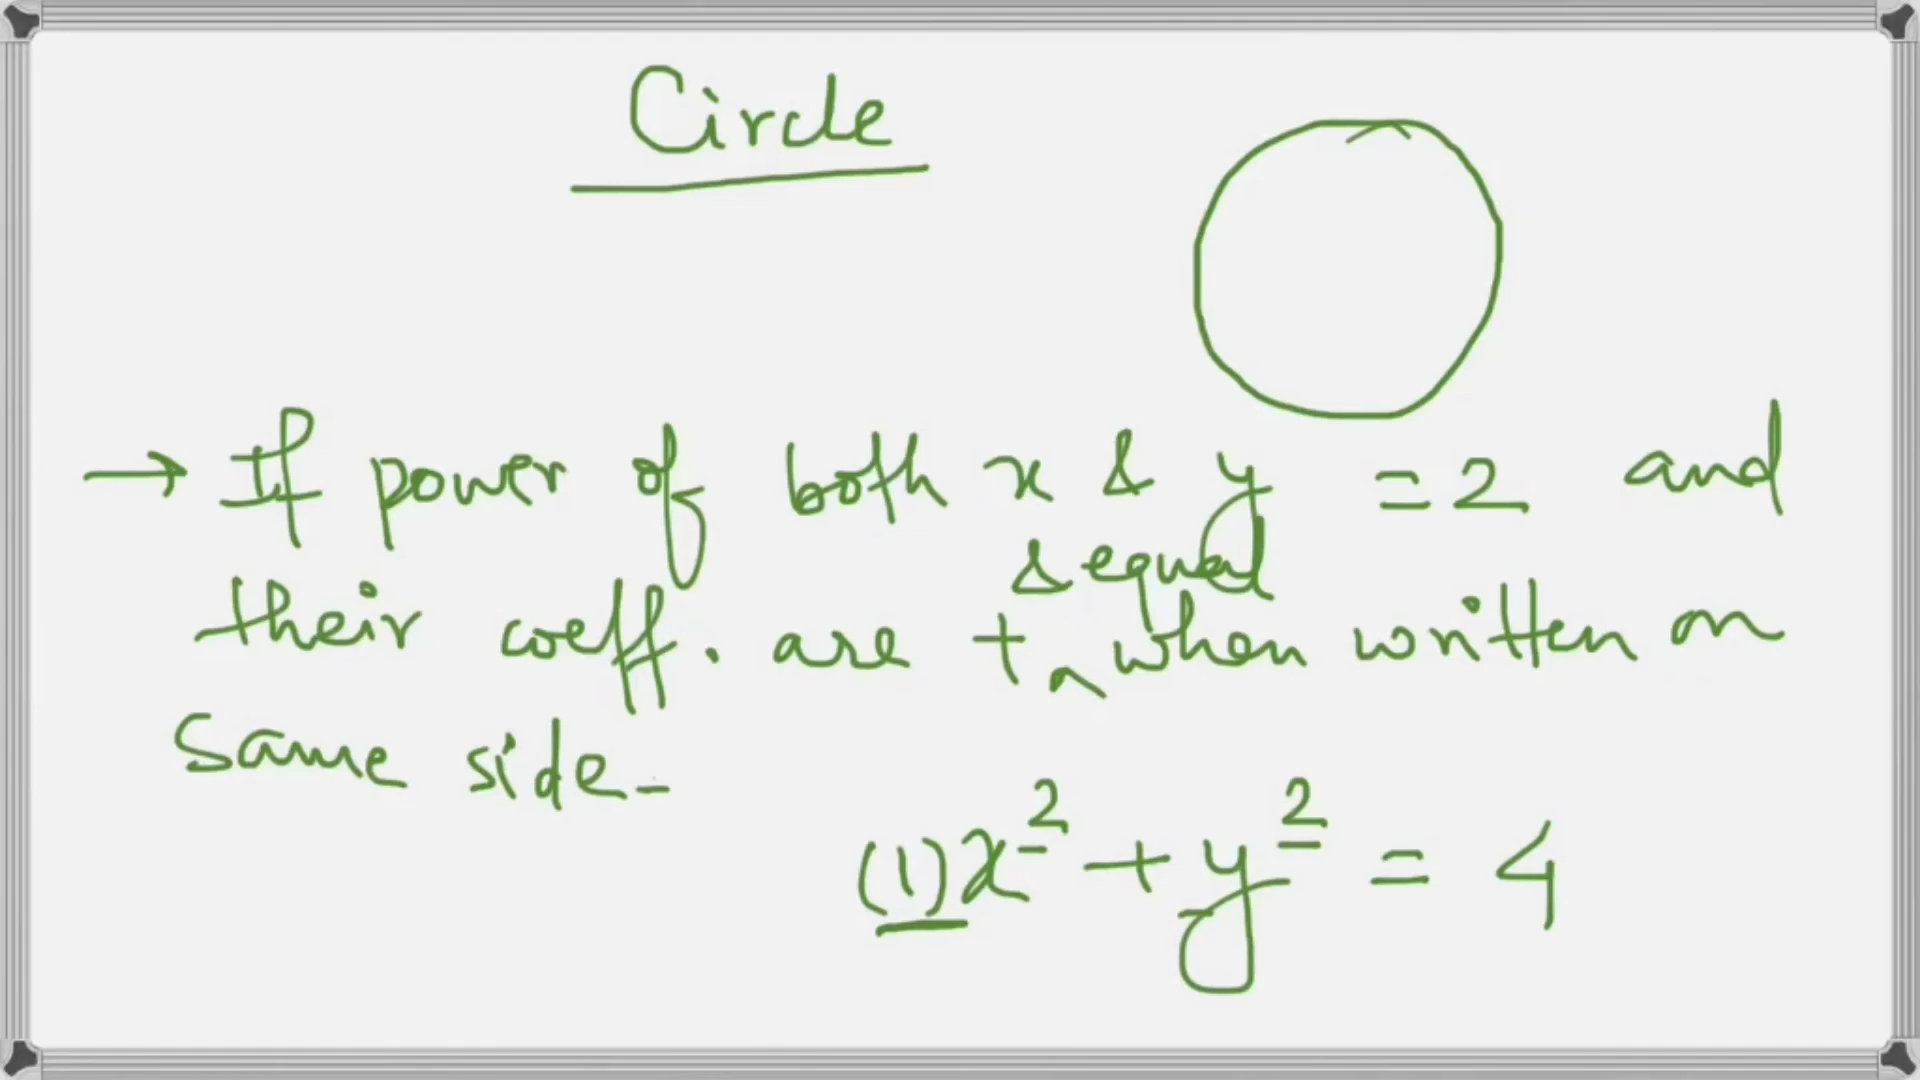 Circle
→ If power of both x & y = 2 and
& equal
their coeff. are + ^ when written on
same side-
(1)x² + y² = 4